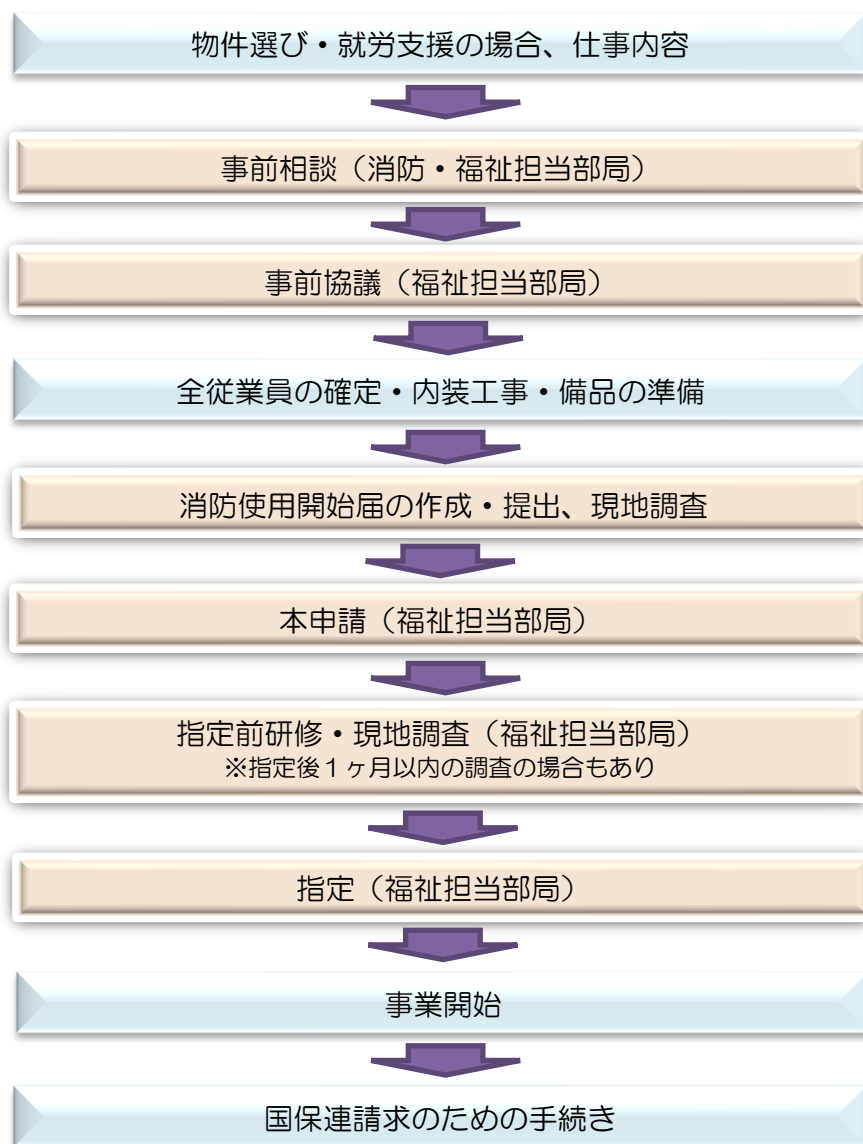 物件選び・就労支援の場合、仕事内容
事前相談（消防・福祉担当部局）
事前協議（福祉担当部局）
全従業員の確定・内装工事・備品の準備
消防使用開始届の作成・提出、現地調査
本申請（福祉担当部局）
指定前研修・現地調査（福祉担当部局）
※指定後１ヶ月以内の調査の場合もあり
指定（福祉担当部局）
事業開始
国保連請求のための手続き